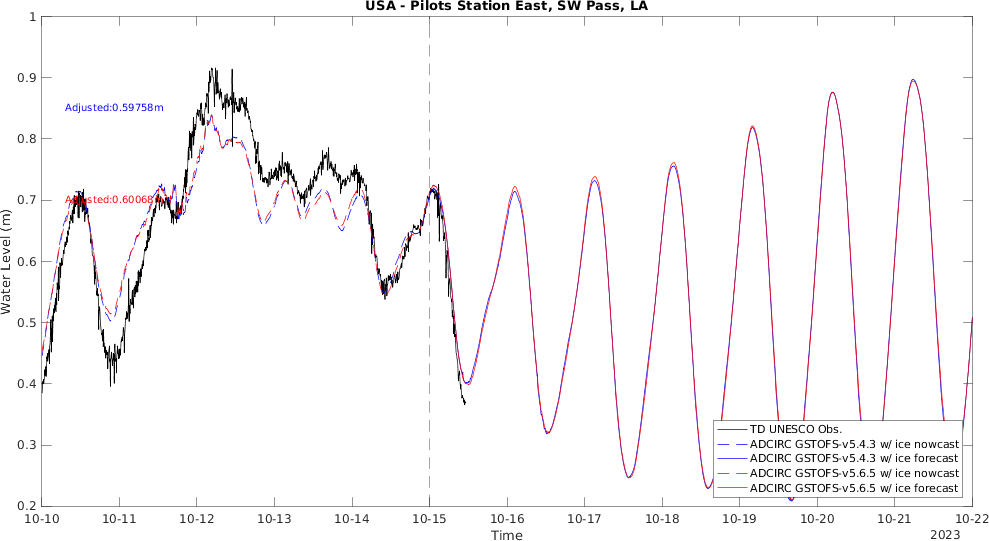 USA - Pilots Station East, SW Pass, LA
1
0.9
0.8
0.7
0.6
0.5
0.4
0.3
0.2
Water Level (m)
Adjusted:0.59758m
Adjusted:0.60068
TD UNESCO Obs.
ADCIRC GSTOFS-v5.4.3 w/ ice nowcast
ADCIRC GSTOFS-v5.4.3 w/ ice forecast
ADCIRC GSTOFS-v5.6.5 w/ ice nowcast
ADCIRC GSTOFS-v5.6.5 w/ ice forecast
10-10 10-11 10-12 10-13 10-14 10-15 10-16 10-17 10-18 10-19 10-20 10-21 10-22
Time
2023